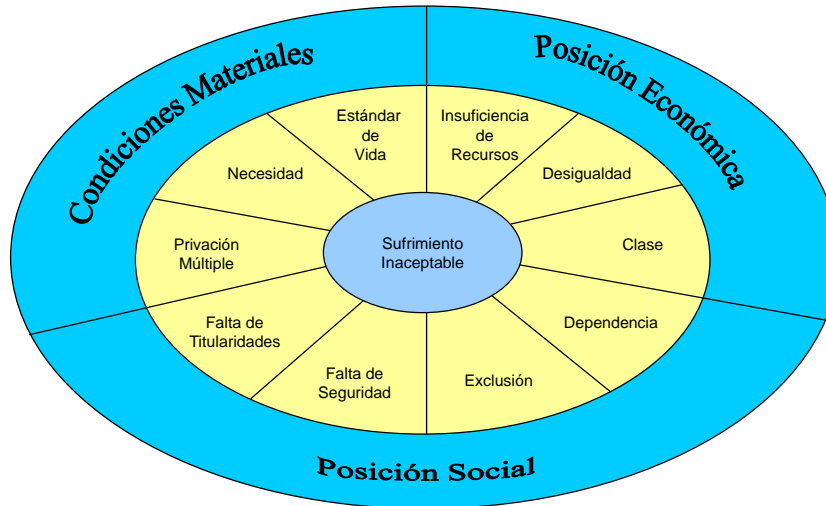 Condiciones Materiales
Posición Económica
Estándar
de
Vida
Insuficiencia
de
Recursos
Necesidad
Desigualdad
Privación
Múltiple
Sufrimiento
Inaceptable
Clase
Falta de
Titularidades
Dependencia
Falta de
Seguridad
Exclusión
Posición Social